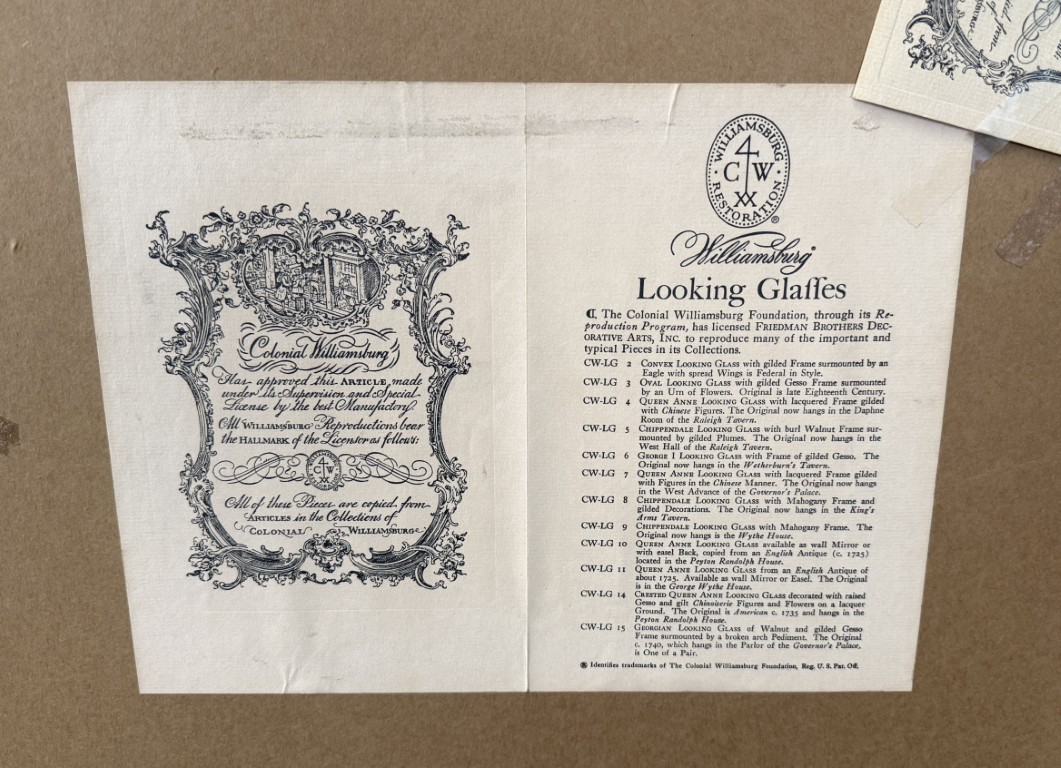 Colonial Williamsburg
Has approved this ARTICLE made
under its Supervision and Special
License by the best Manufactory.
All WILLIAMSBURG Reproductions bear
the HALLMARK of the Licensor as follows:
C W
All of these Pieces are copied from
ARTICLES in the Collections of
COLONIAL WILLIAMSBURG
WILLIAMSBURG
C W
RESTORATION
®
Williamsburg
Looking Glaſſes
¶ The Colonial Williamsburg Foundation, through its Re-
production Program, has licensed FRIEDMAN BROTHERS DEC-
ORATIVE ARTS, INC. to reproduce many of the important and
typical Pieces in its Collections.
CW-LG 2 CONVEX LOOKING GLASS with gilded Frame surmounted by an
Eagle with spread Wings is Federal in Style.
CW-LG 3 OVAL LOOKING GLASS with gilded Gesso Frame surmounted
by an Urn of Flowers. Original is late Eighteenth Century.
CW-LG 4 QUEEN ANNE LOOKING GLASS with lacquered Frame gilded
with Chinese Figures. The Original now hangs in the Daphne
Room of the Raleigh Tavern.
CW-LG 5 CHIPPENDALE LOOKING GLASS with burl Walnut Frame sur-
mounted by gilded Plumes. The Original now hangs in the
West Hall of the Raleigh Tavern.
CW-LG 6 GEORGE I LOOKING GLASS with Frame of gilded Gesso. The
Original now hangs in the Wetherburn's Tavern.
CW-LG 7 QUEEN ANNE LOOKING GLASS with lacquered Frame gilded
with Figures in the Chinese Manner. The Original now hangs
in the West Advance of the Governor's Palace.
CW-LG 8 CHIPPENDALE LOOKING GLASS with Mahogany Frame and
gilded Decorations. The Original now hangs in the King's
Arms Tavern.
CW-LG 9 CHIPPENDALE LOOKING GLASS with Mahogany Frame. The
Original now hangs in the Wythe House.
CW-LG 10 QUEEN ANNE LOOKING GLASS available as wall Mirror or
with easel Back, copied from an English Antique (c. 1725)
located in the Peyton Randolph House.
CW-LG 11 QUEEN ANNE LOOKING GLASS from an English Antique of
about 1725. Available as wall Mirror or Easel. The Original
is in the George Wythe House.
CW-LG 14 CRESTED QUEEN ANNE LOOKING GLASS decorated with raised
Gesso and gilt Chinoiserie Figures and Flowers on a lacquer
Ground. The Original is American c. 1735 and hangs in the
Peyton Randolph House.
CW-LG 15 GEORGIAN LOOKING GLASS of Walnut and gilded Gesso
Frame surmounted by a broken arch Pediment. The Original
c. 1740, which hangs in the Parlor of the Governor's Palace,
is One of a Pair.
® Identifies trademarks of The Colonial Williamsburg Foundation, Reg. U. S. Pat. Off.
from
of